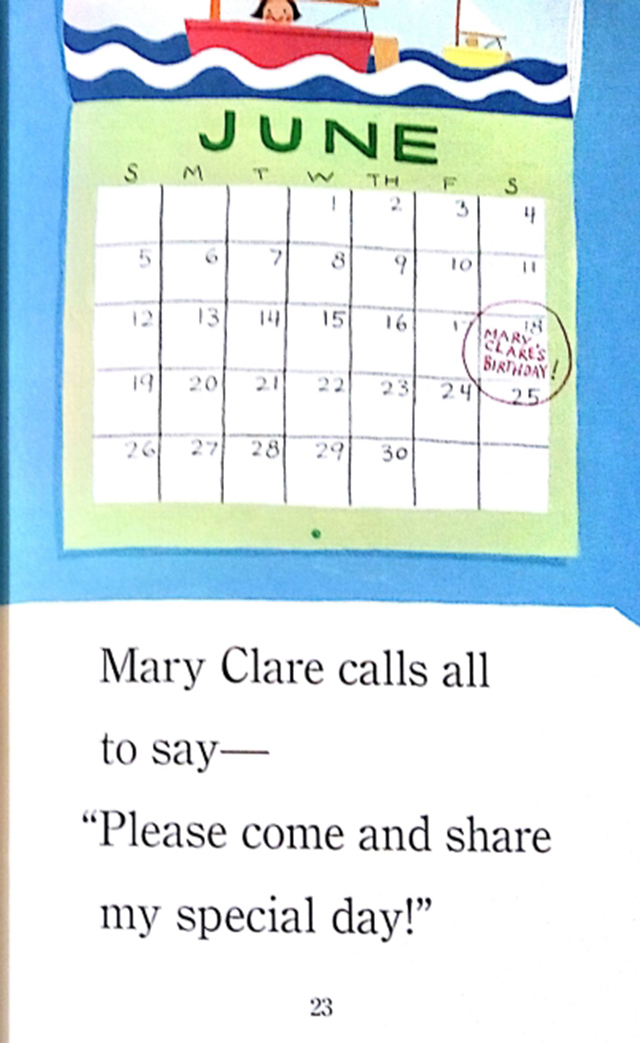 JUNE
S M T W TH F S
1 2 3 4
5 6 7 8 9 10 11
12 13 14 15 16 17 18
MARY
CLARE'S
BIRTHDAY!
19 20 21 22 23 24 25
26 27 28 29 30
Mary Clare calls all
to say—
“Please come and share
my special day!”
23